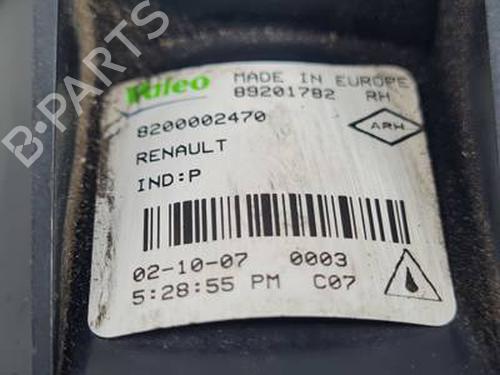 B-PARTS
Valeo
MADE IN EUROPE
89201782 RH
8200002470
ARH
RENAULT
IND:P
02-10-07 0003
5:28:55 PM C07